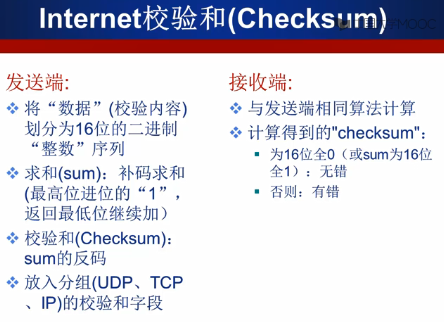 Internet校验和(Checksum)
发送端:
将“数据”(校验内容)
划分为16位的二进制
“整数”序列
求和(sum)：补码求和
(最高位进位的“1”，
返回最低位继续加）
校验和(Checksum)：
sum的反码
放入分组(UDP、TCP
、IP)的校验和字段
接收端:
与发送端相同算法计算
计算得到的"checksum"：
为16位全0（或sum为16位
全1）：无错
否则：有错